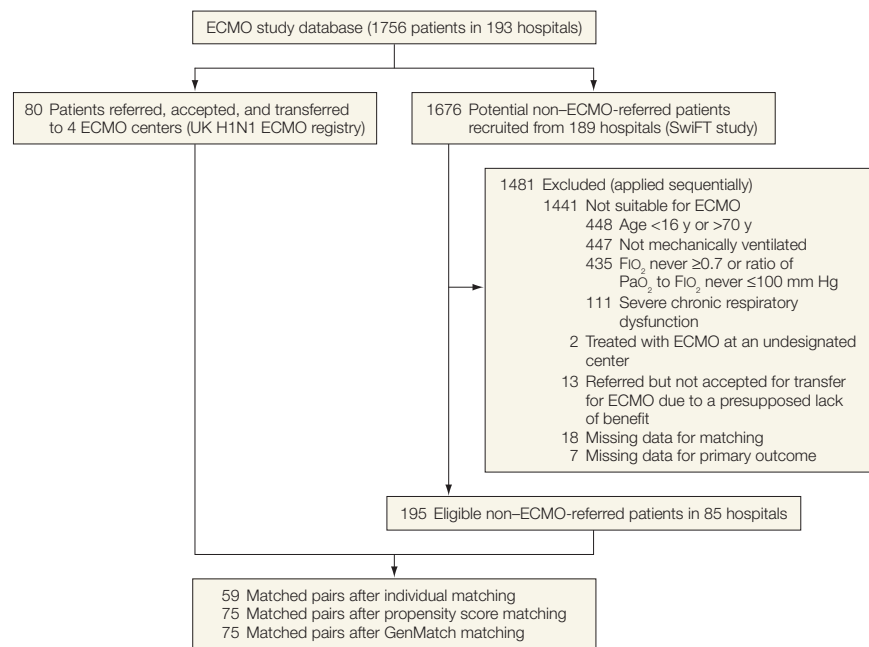 ECMO study database (1756 patients in 193 hospitals)
80 Patients referred, accepted, and transferred
to 4 ECMO centers (UK H1N1 ECMO registry)
1676 Potential non–ECMO-referred patients
recruited from 189 hospitals (SwiFT study)
1481 Excluded (applied sequentially)
1441 Not suitable for ECMO
448 Age <16 y or >70 y
447 Not mechanically ventilated
435 FIO₂ never ≥0.7 or ratio of
PaO₂ to FIO₂ never ≤100 mm Hg
111 Severe chronic respiratory
dysfunction
2 Treated with ECMO at an undesignated
center
13 Referred but not accepted for transfer
for ECMO due to a presupposed lack
of benefit
18 Missing data for matching
7 Missing data for primary outcome
195 Eligible non–ECMO-referred patients in 85 hospitals
59 Matched pairs after individual matching
75 Matched pairs after propensity score matching
75 Matched pairs after GenMatch matching